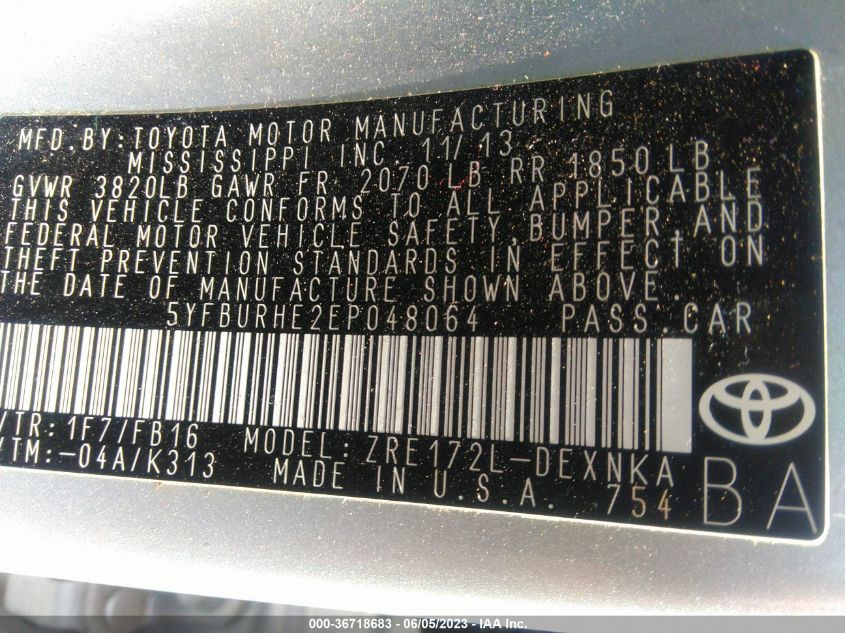 MFD.BY:TOYOTA MOTOR MANUFACTURING
MISSISSIPPI INC. 11/13
GVWR 3820LB GAWR FR 2070 LB RR 1850LB
THIS VEHICLE CONFORMS TO ALL APPLICABLE
FEDERAL MOTOR VEHICLE SAFETY,BUMPER,AND
THEFT PREVENTION STANDARDS IN EFFECT ON
THE DATE OF MANUFACTURE SHOWN ABOVE.
5YFBURHE2EP048064 PASS.CAR
/TR: 1F7/FB16 MODEL: ZRE172L-DEXNKA
/TM:-04A/K313 MADE IN U.S.A. 754 BA
000-36718683 - 06/05/2023 - IAA Inc.